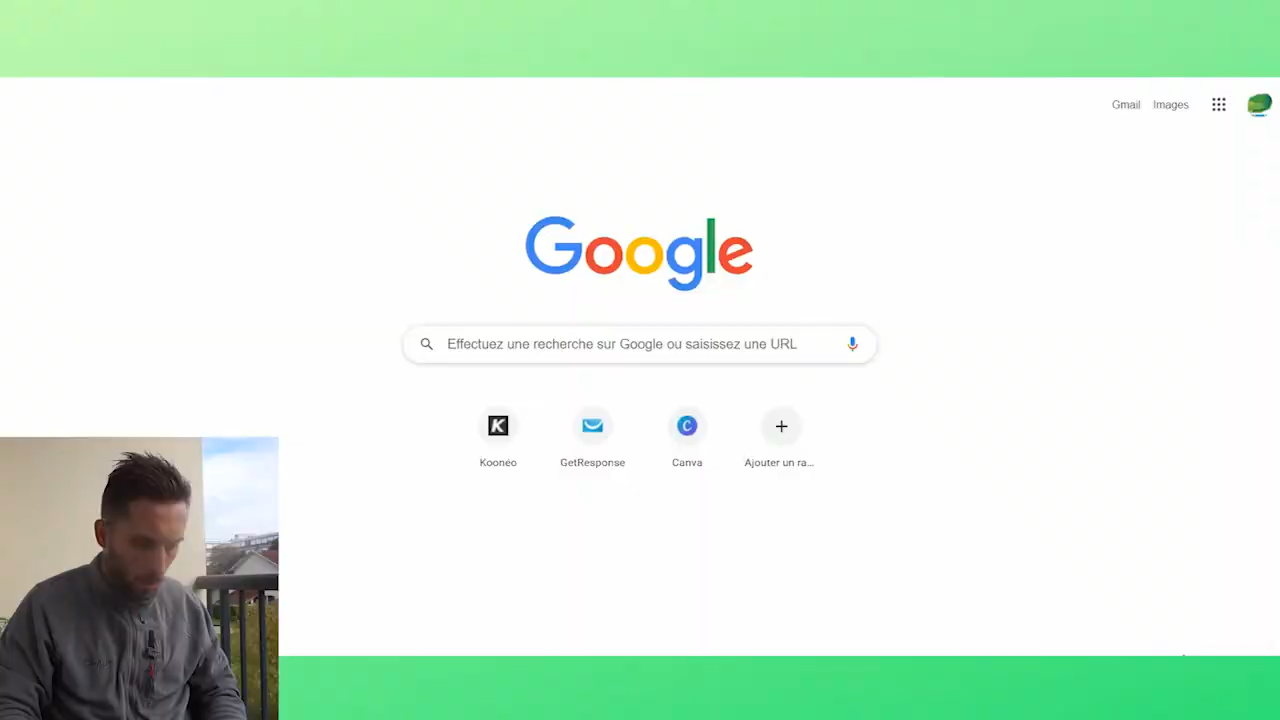 Gmail Images
Google
Effectuez une recherche sur Google ou saisissez une URL
K
C
Koonéo GetResponse Canva Ajouter un ra...